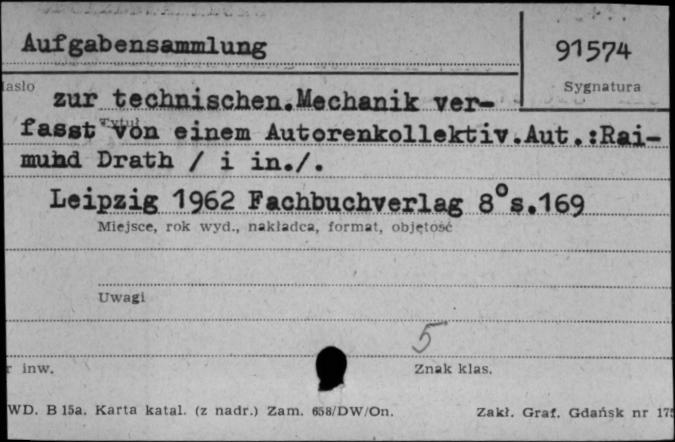 Aufgabensammlung
91574
Sygnatura
zur technischen.Mechanik ver-
Tytuł
fasst von einem Autorenkollektiv.Aut.:Rai-
muhd Drath / i in./.
Leipzig 1962 Fachbuchverlag 8°s.169
Miejsce, rok wyd., nakładca, format, objętość
Uwagi
5
inw.
Znak klas.
WD. B 15a. Karta katal. (z nadr.) Zam. 658/DW/On.
Zakł. Graf. Gdańsk nr